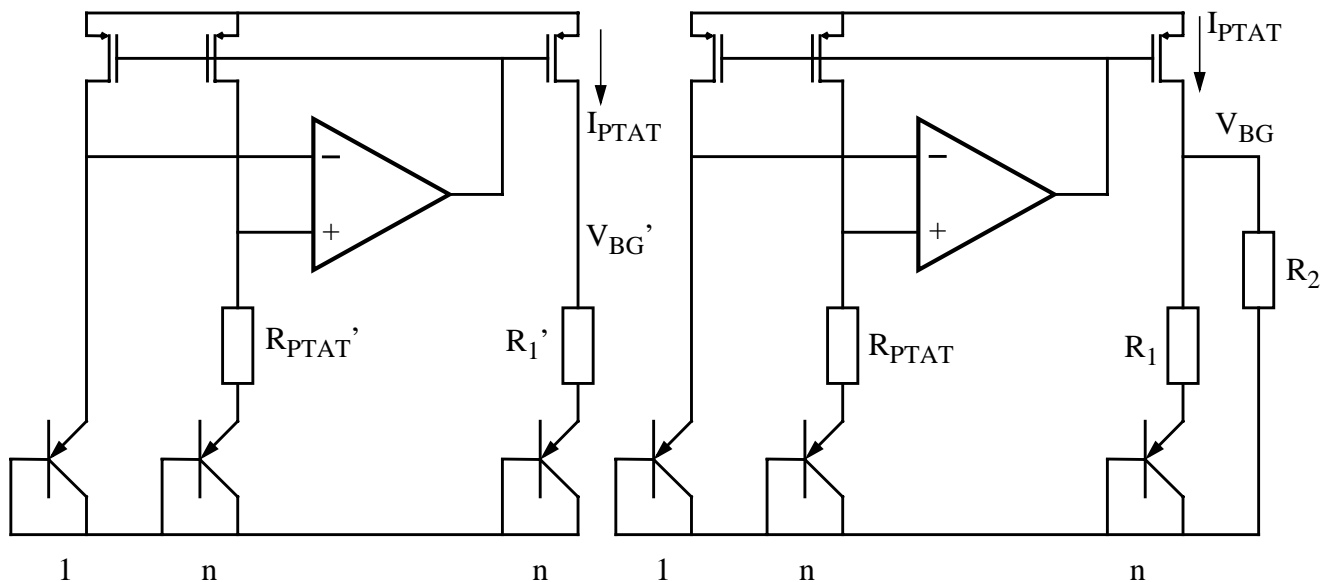 I_PTAT
V_BG’
R_PTAT’
R_1’
−
+
1
n
n
I_PTAT
V_BG
R_2
R_PTAT
R_1
−
+
1
n
n